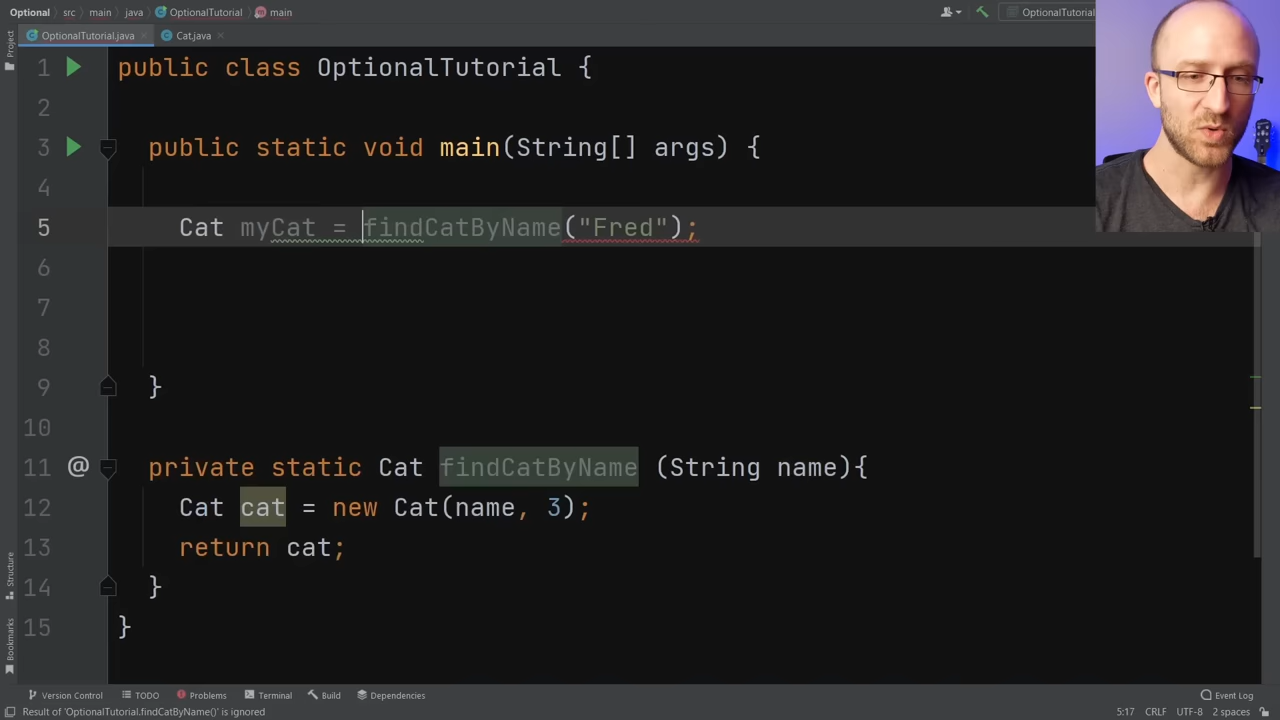 Optional src main java OptionalTutorial main OptionalTutorial
OptionalTutorial.java Cat.java
Project
1 public class OptionalTutorial {
2
3 public static void main(String[] args) {
4
5 Cat myCat = findCatByName("Fred");
6
7
8
9 }
10
11 @ private static Cat findCatByName (String name){
12 Cat cat = new Cat(name, 3);
13 return cat;
14 }
15 }
Structure
Bookmarks
Version Control TODO Problems Terminal Build Dependencies Event Log
Result of 'OptionalTutorial.findCatByName()' is ignored 5:17 CRLF UTF-8 2 spaces